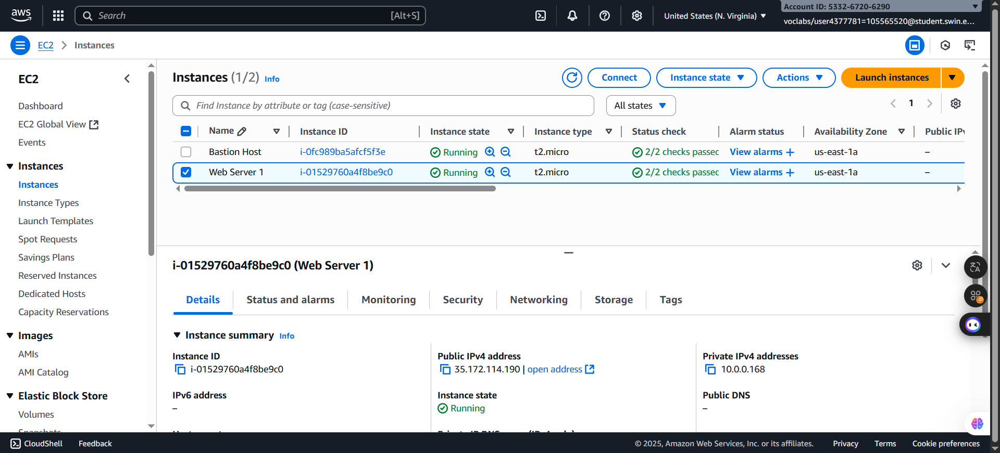 aws
Search [Alt+S]
United States (N. Virginia)
Account ID: 5332-6720-6290
voclabs/user4377781=105565520@student.swin.e...
EC2 Instances
EC2
Dashboard
EC2 Global View
Events
Instances
Instances
Instance Types
Launch Templates
Spot Requests
Savings Plans
Reserved Instances
Dedicated Hosts
Capacity Reservations
Images
AMIs
AMI Catalog
Elastic Block Store
Volumes
Snapshots
Instances (1/2) Info
Connect
Instance state
Actions
Launch instances
Find Instance by attribute or tag (case-sensitive)
All states
1
Name Instance ID Instance state Instance type Status check Alarm status Availability Zone Public IPv
Bastion Host i-0fc989ba5afcf5f3e Running t2.micro 2/2 checks passed View alarms + us-east-1a –
Web Server 1 i-01529760a4f8be9c0 Running t2.micro 2/2 checks passed View alarms + us-east-1a –
i-01529760a4f8be9c0 (Web Server 1)
Details Status and alarms Monitoring Security Networking Storage Tags
Instance summary Info
Instance ID
i-01529760a4f8be9c0
Public IPv4 address
35.172.114.190 | open address
Private IPv4 addresses
10.0.0.168
IPv6 address
–
Instance state
Running
Public DNS
–
CloudShell Feedback
© 2025, Amazon Web Services, Inc. or its affiliates. Privacy Terms Cookie preferences